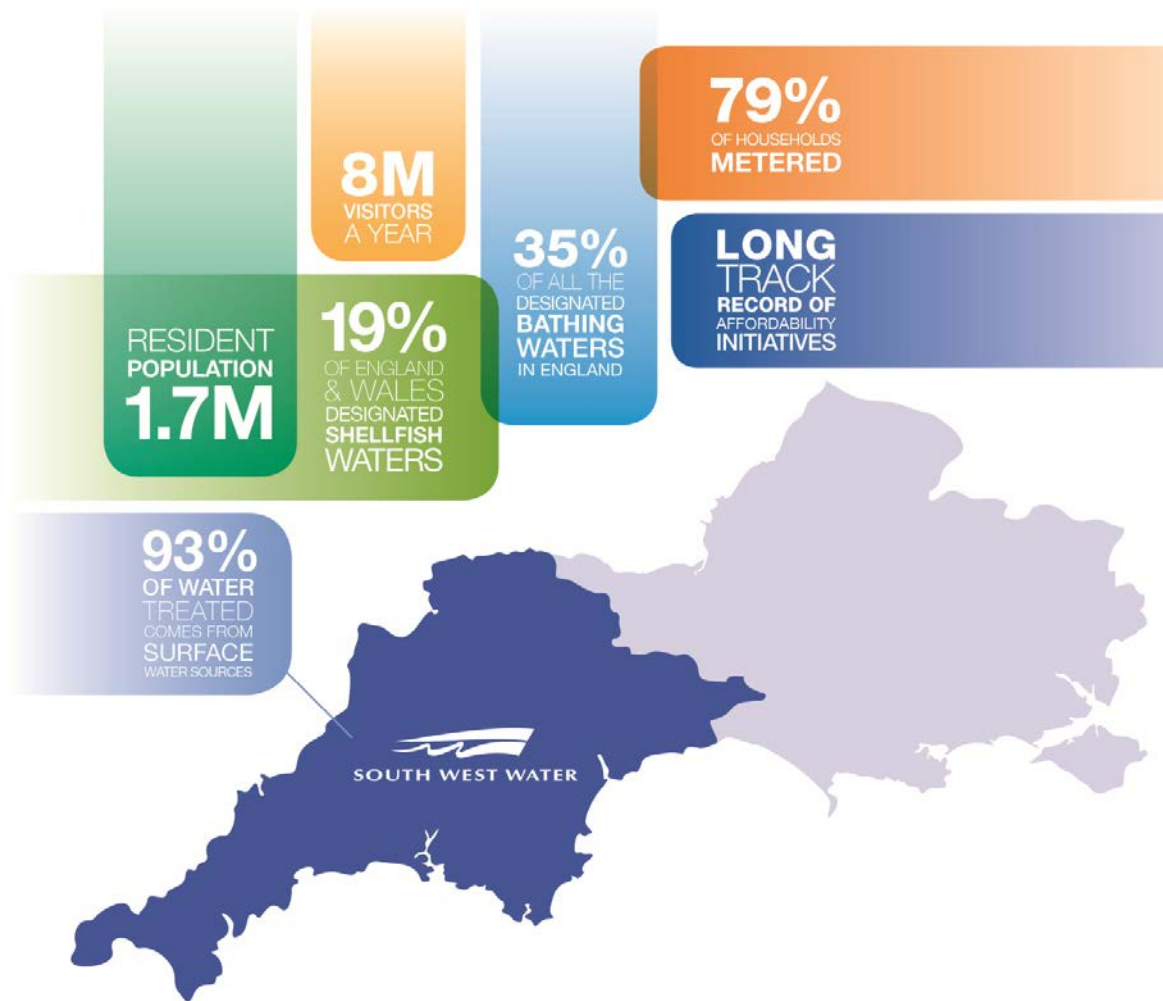 79%
OF HOUSEHOLDS
METERED
8M
VISITORS
A YEAR
35%
OF ALL THE
DESIGNATED
BATHING
WATERS
IN ENGLAND
LONG
TRACK
RECORD OF
AFFORDABILITY
INITIATIVES
RESIDENT
POPULATION
1.7M
19%
OF ENGLAND
& WALES
DESIGNATED
SHELLFISH
WATERS
93%
OF WATER
TREATED
COMES FROM
SURFACE
WATER SOURCES
SOUTH WEST WATER